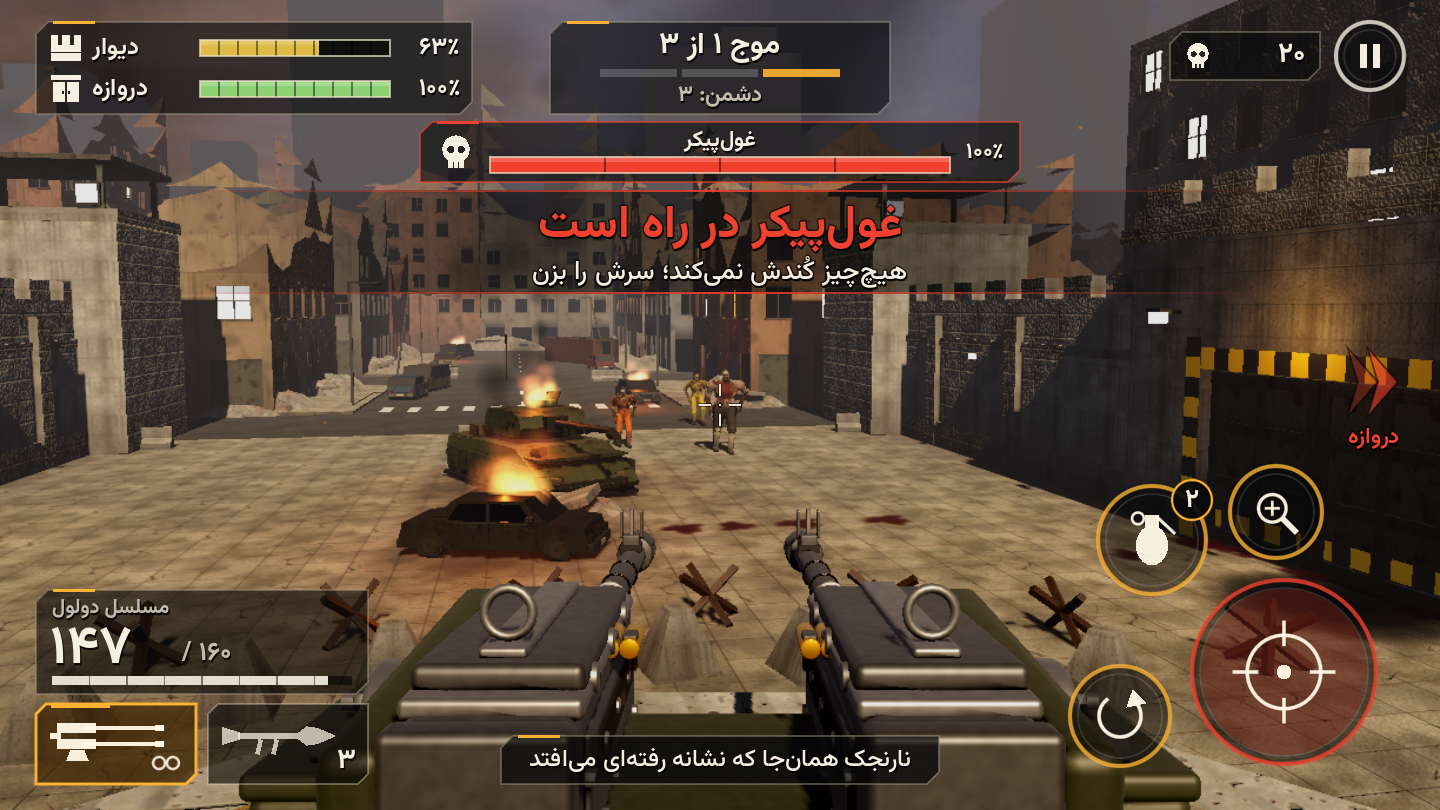 دیوار ۶۳٪
دروازه ۱۰۰٪
موج ۱ از ۳
دشمن: ۳
۲۰
غول‌پیکر
۱۰۰٪
غول‌پیکر در راه است
هیچ‌چیز کُندش نمی‌کند؛ سرش را بزن
دروازه
۲
مسلسل دولول
۱۴۷ / ۱۶۰
∞
۳
نارنجک همان‌جا که نشانه رفته‌ای می‌افتد